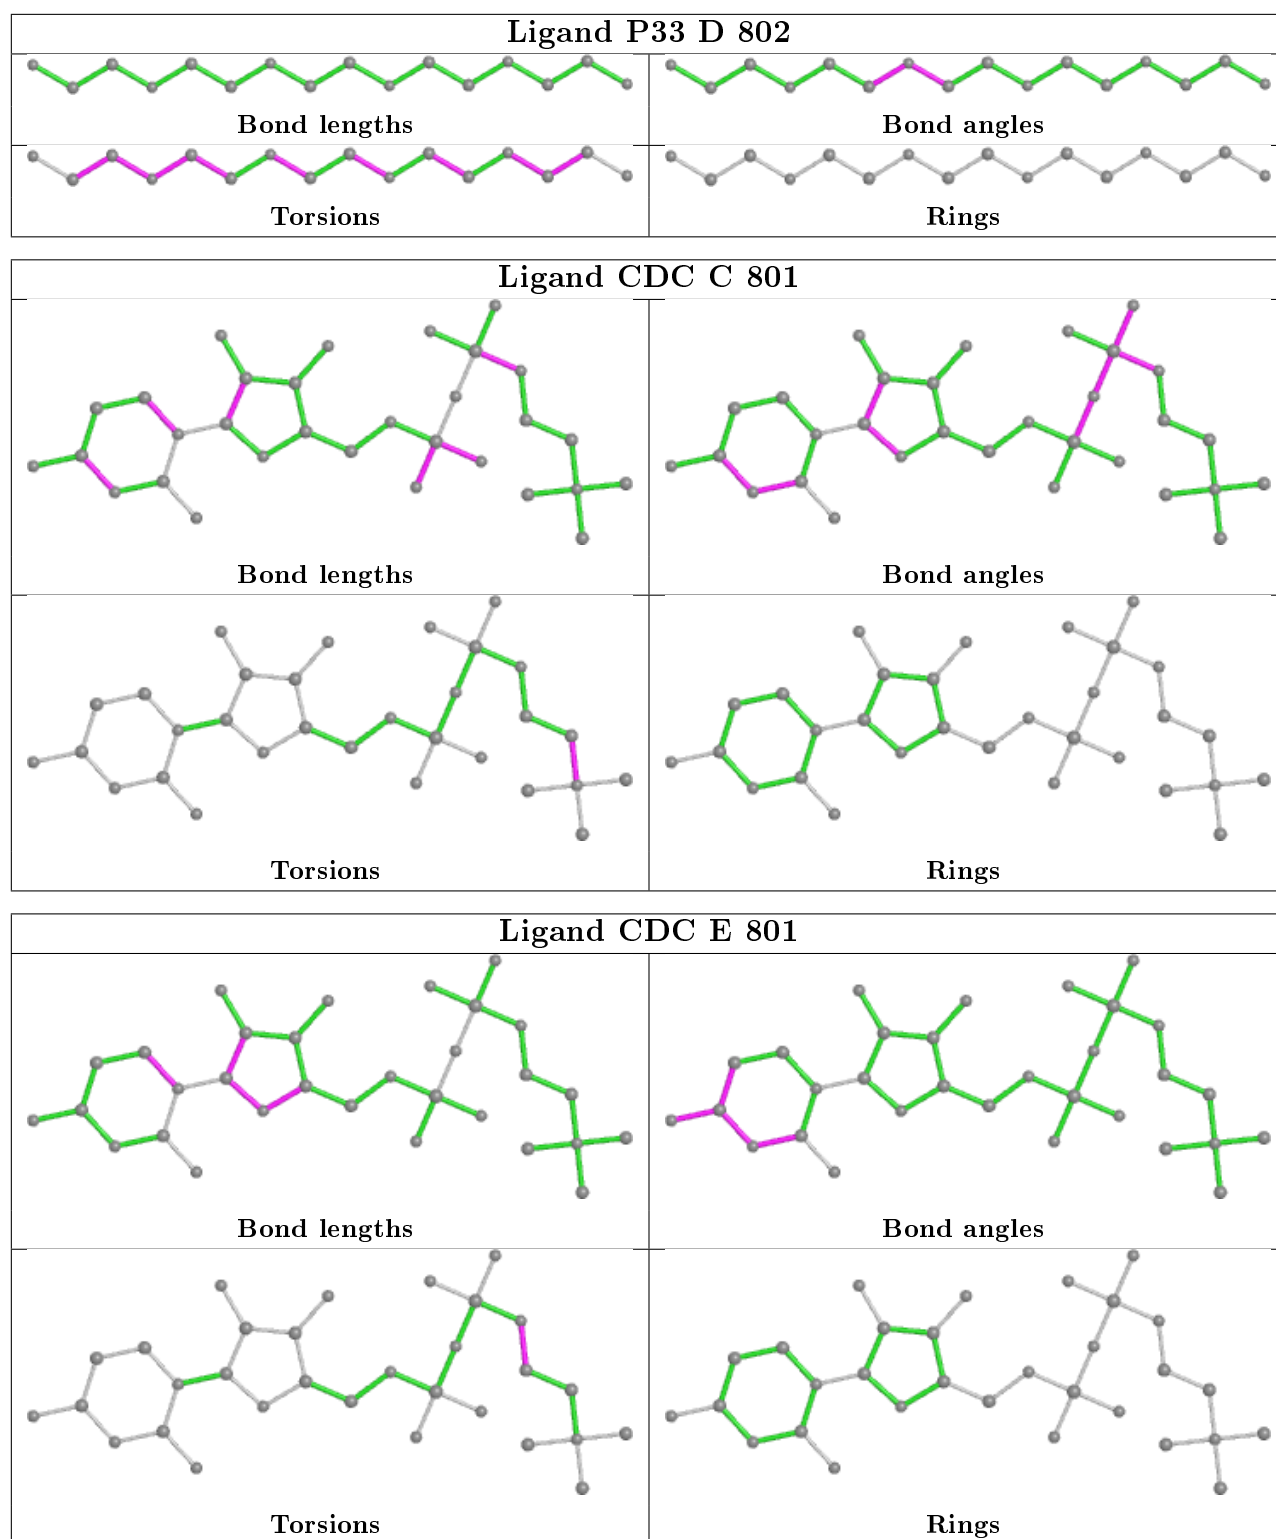 Ligand P33 D 802
Bond lengths
Bond angles
Torsions
Rings
Ligand CDC C 801
Bond lengths
Bond angles
Torsions
Rings
Ligand CDC E 801
Bond lengths
Bond angles
Torsions
Rings